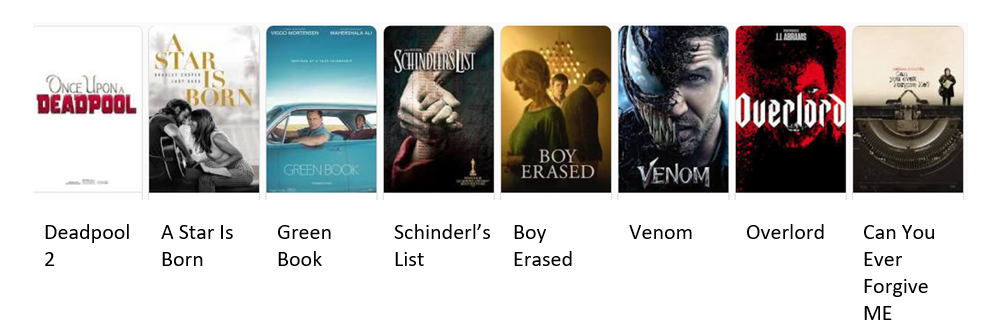 ONCE UPON A
DEADPOOL
A
STAR
IS
BORN
BRADLEY COOPER
LADY GAGA
VIGGO MORTENSEN MAHERSHALA ALI
GREEN BOOK
SCHINDLER'S LIST
BOY
ERASED
VENOM
J.J. ABRAMS
Overlord
Can
you ever
Forgive Me?
Deadpool
2
A Star Is
Born
Green
Book
Schinderl’s
List
Boy
Erased
Venom
Overlord
Can You
Ever
Forgive
ME